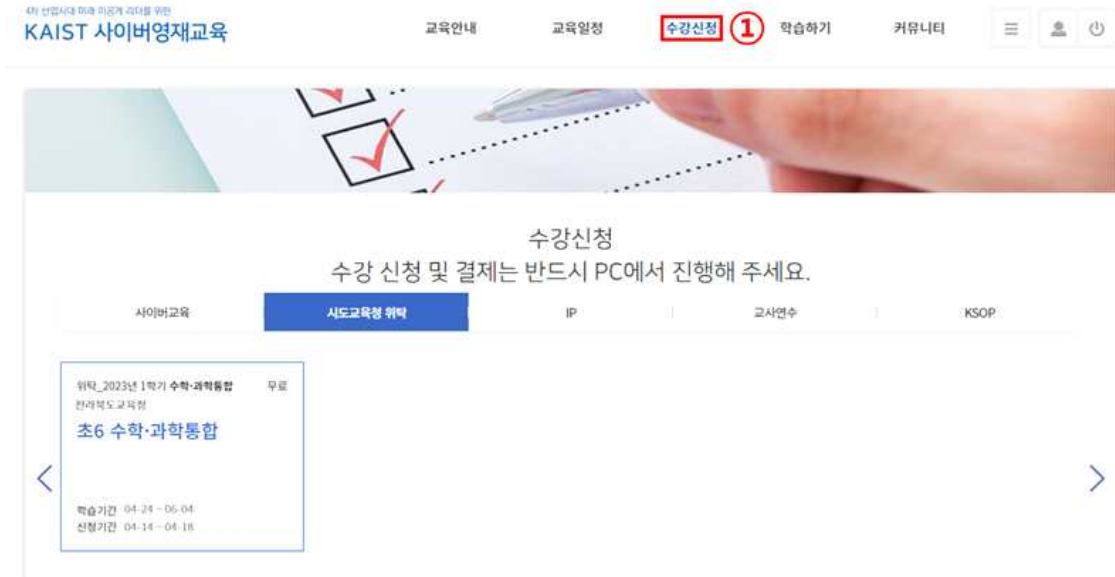 4차 산업시대 미래 이공계 리더를 위한
KAIST 사이버영재교육
교육안내 교육일정 수강신청 ① 학습하기 커뮤니티
수강신청
수강 신청 및 결제는 반드시 PC에서 진행해 주세요.
사이버교육 시도교육청 위탁 IP 교사연수 KSOP
위탁_2023년 1학기 수학·과학통합 무료
전라북도교육청
초6 수학·과학통합
학습기간 04-24 ~ 06-04
신청기간 04-14 ~ 04-18